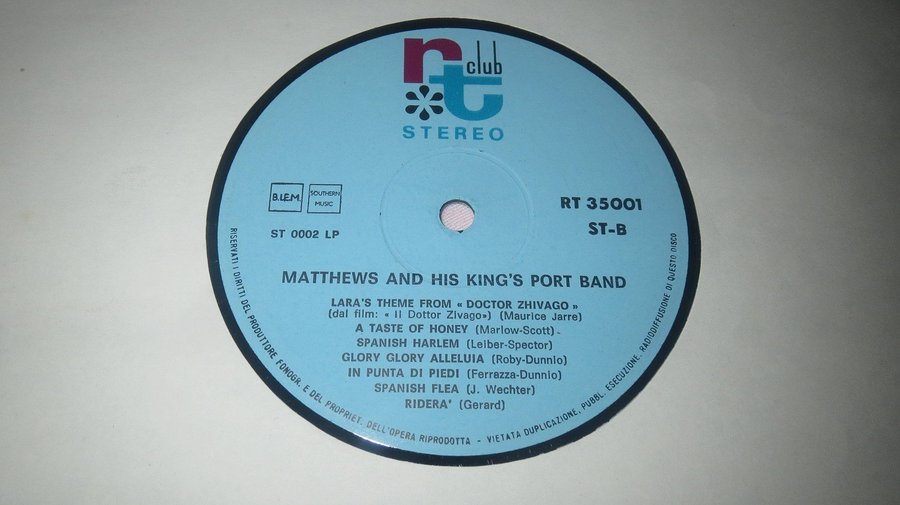 rt club
STEREO
B.I.E.M.
SOUTHERN
MUSIC
RT 35001
ST 0002 LP
ST-B
MATTHEWS AND HIS KING'S PORT BAND
LARA'S THEME FROM « DOCTOR ZHIVAGO »
(dal film: « Il Dottor Zivago») (Maurice Jarre)
A TASTE OF HONEY (Marlow-Scott)
SPANISH HARLEM (Leiber-Spector)
GLORY GLORY ALLELUIA (Roby-Dunnio)
IN PUNTA DI PIEDI (Ferrazza-Dunnio)
SPANISH FLEA (J. Wechter)
RIDERA' (Gerard)
RISERVATI I DIRITTI DEL PRODUTTORE FONOGR. E DEL PROPRIET. DELL'OPERA RIPRODOTTA - VIETATA DUPLICAZIONE, PUBBL. ESECUZIONE, RADIODIFFUSIONE DI QUESTO DISCO